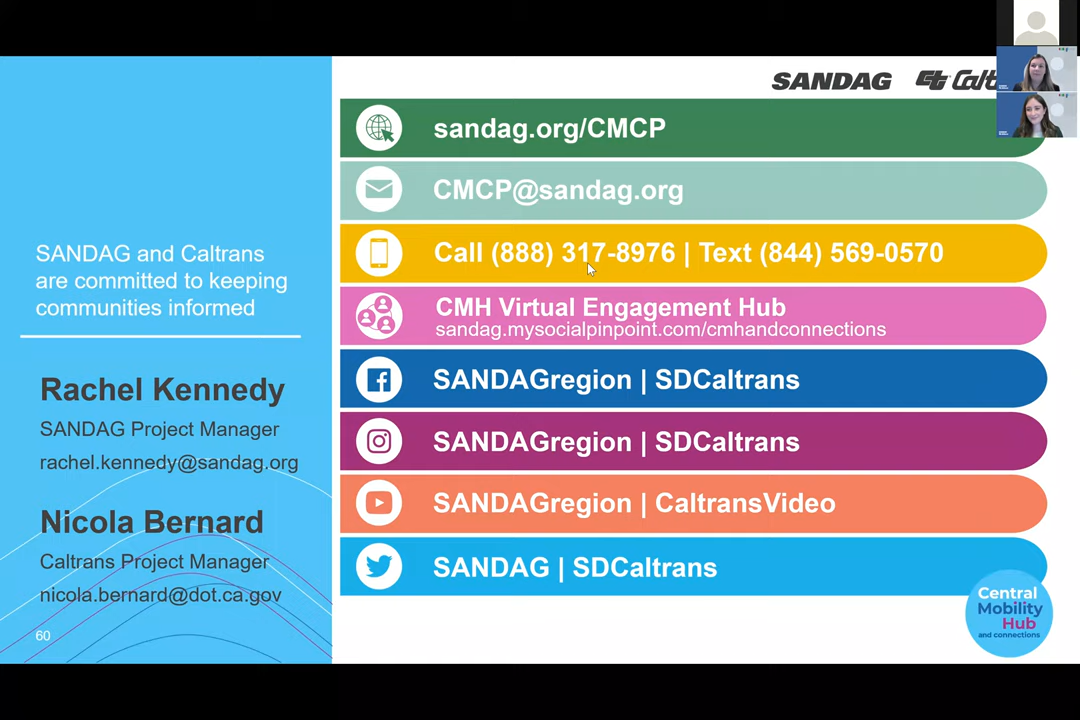 SANDAG
SANDAG and Caltrans
are committed to keeping
communities informed
Rachel Kennedy
SANDAG Project Manager
rachel.kennedy@sandag.org
Nicola Bernard
Caltrans Project Manager
nicola.bernard@dot.ca.gov
60
sandag.org/CMCP
CMCP@sandag.org
Call (888) 317-8976 | Text (844) 569-0570
CMH Virtual Engagement Hub
sandag.mysocialpinpoint.com/cmhandconnections
SANDAGregion | SDCaltrans
SANDAGregion | SDCaltrans
SANDAGregion | CaltransVideo
SANDAG | SDCaltrans
Central
Mobility
Hub
and connections